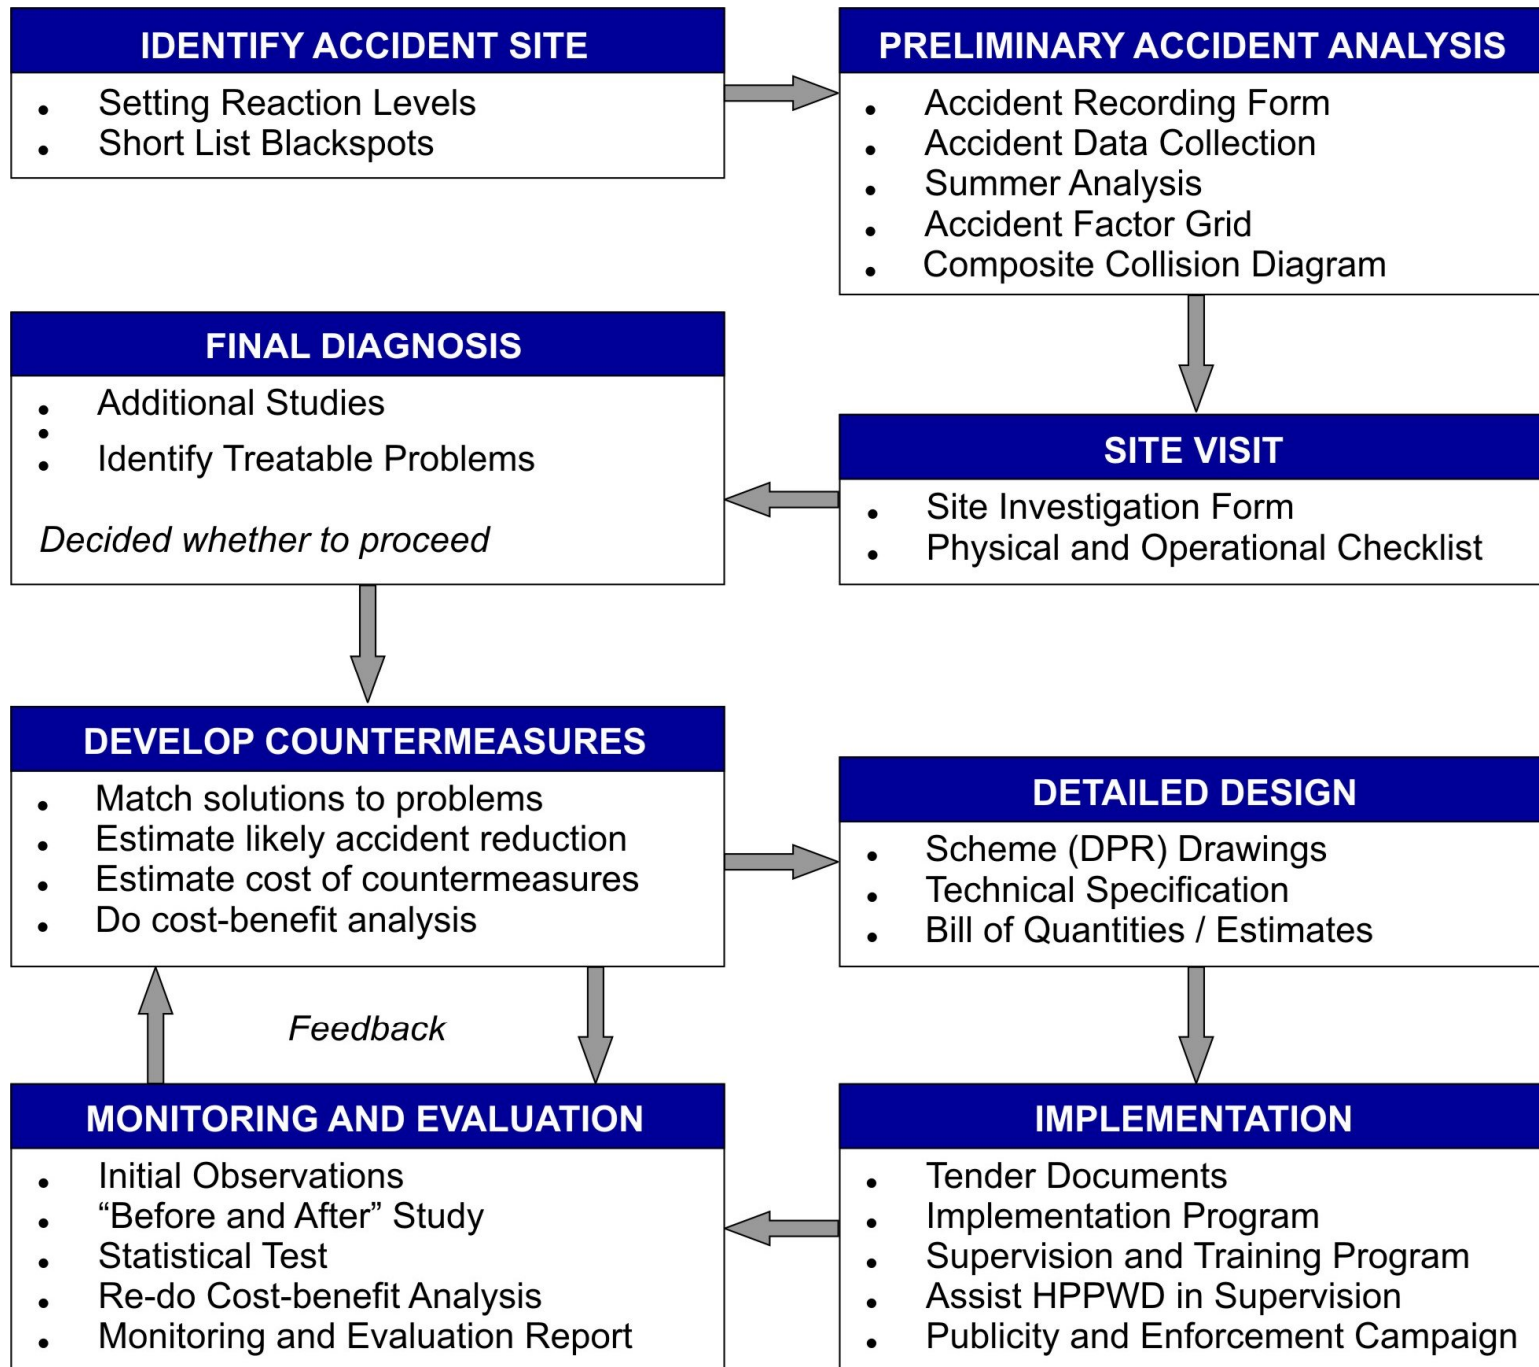 IDENTIFY ACCIDENT SITE
• Setting Reaction Levels
• Short List Blackspots
PRELIMINARY ACCIDENT ANALYSIS
• Accident Recording Form
• Accident Data Collection
• Summer Analysis
• Accident Factor Grid
• Composite Collision Diagram
SITE VISIT
• Site Investigation Form
• Physical and Operational Checklist
FINAL DIAGNOSIS
• Additional Studies
•
• Identify Treatable Problems
Decided whether to proceed
DEVELOP COUNTERMEASURES
• Match solutions to problems
• Estimate likely accident reduction
• Estimate cost of countermeasures
• Do cost-benefit analysis
DETAILED DESIGN
• Scheme (DPR) Drawings
• Technical Specification
• Bill of Quantities / Estimates
Feedback
IMPLEMENTATION
• Tender Documents
• Implementation Program
• Supervision and Training Program
• Assist HPPWD in Supervision
• Publicity and Enforcement Campaign
MONITORING AND EVALUATION
• Initial Observations
• “Before and After” Study
• Statistical Test
• Re-do Cost-benefit Analysis
• Monitoring and Evaluation Report